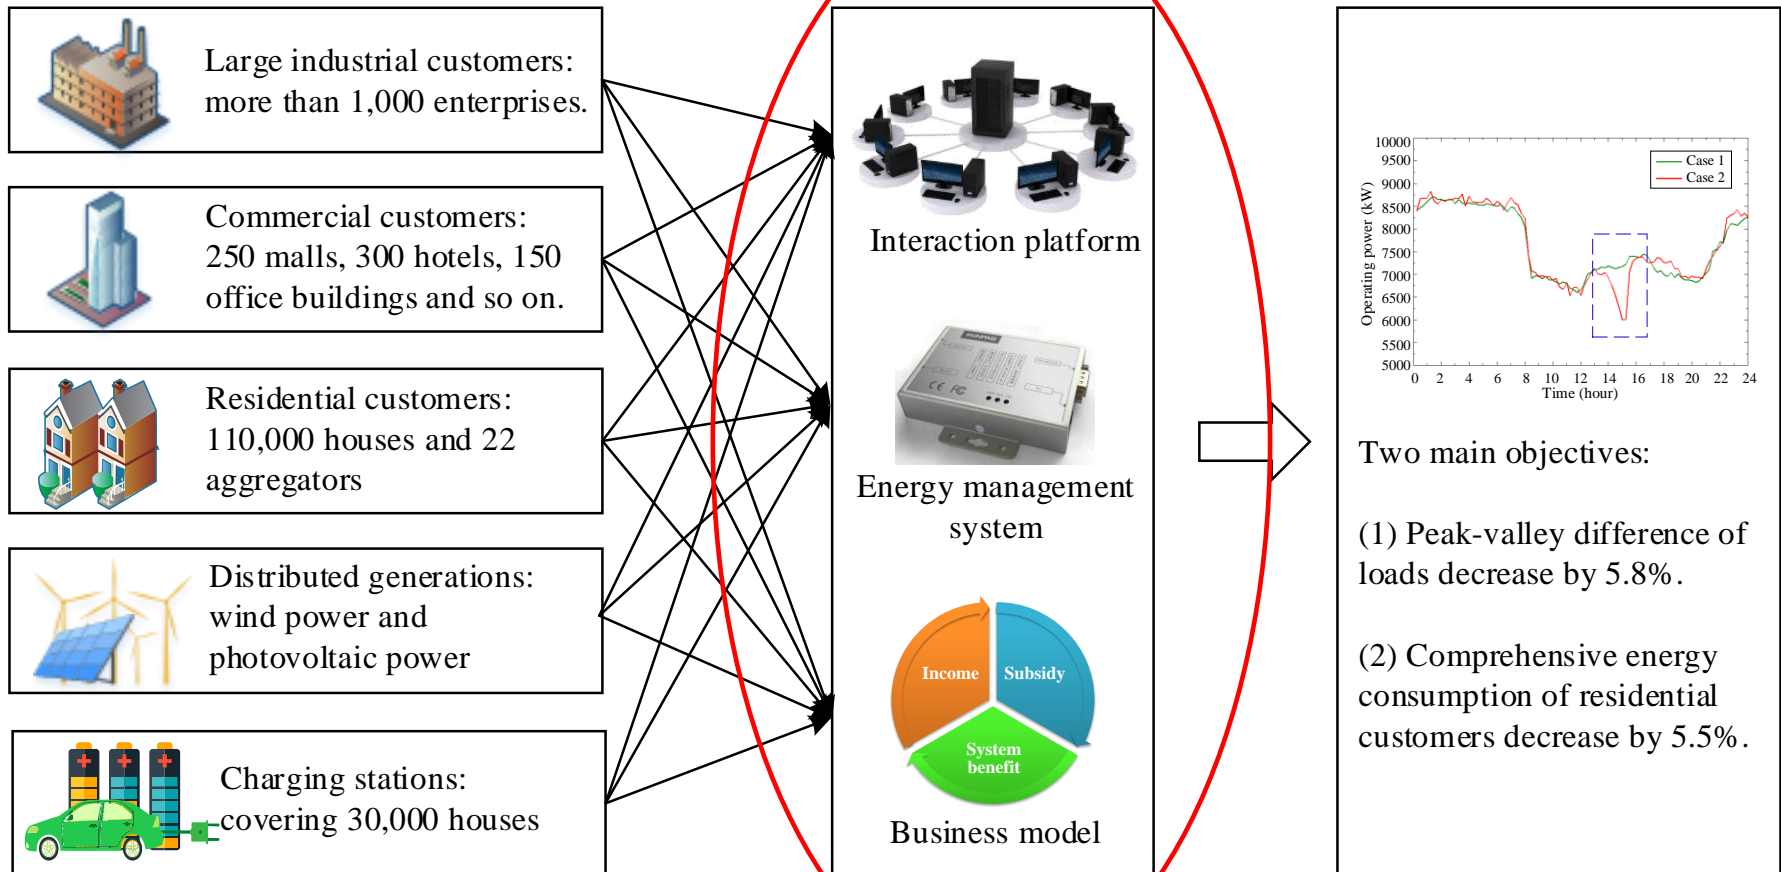 Large industrial customers:
more than 1,000 enterprises.
Commercial customers:
250 malls, 300 hotels, 150
office buildings and so on.
Residential customers:
110,000 houses and 22
aggregators
Distributed generations:
wind power and
photovoltaic power
Charging stations:
covering 30,000 houses
Interaction platform
CE FC
Energy management
system
Income
Subsidy
System
benefit
Business model
Operating power (kW)
10000
9500
9000
8500
8000
7500
7000
6500
6000
5500
5000
Case 1
Case 2
0 2 4 6 8 10 12 14 16 18 20 22 24
Time (hour)
Two main objectives:
(1) Peak-valley difference of
loads decrease by 5.8%.
(2) Comprehensive energy
consumption of residential
customers decrease by 5.5%.